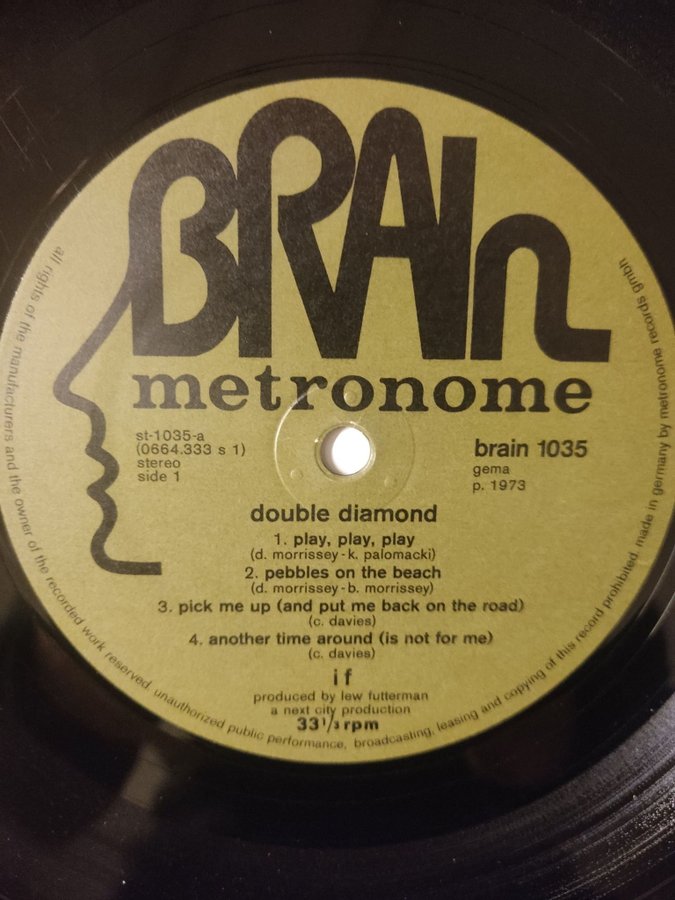 BRAIn
metronome
st-1035-a
(0664.333 s 1)
stereo
side 1
brain 1035
gema
p. 1973
double diamond
1. play, play, play
(d. morrissey - k. palomacki)
2. pebbles on the beach
(d. morrissey - b. morrissey)
3. pick me up (and put me back on the road)
(c. davies)
4. another time around (is not for me)
(c. davies)
if
produced by lew futterman
a next city production
33 1/3 rpm
all rights of the manufacturers and the owner of the recorded work reserved. unauthorized public performance, broadcasting, leasing and copying of this record prohibited. made in germany by metronome records gmbh